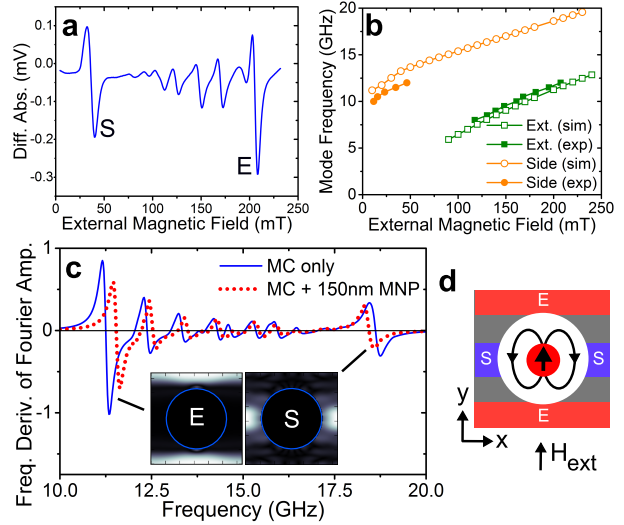 a
Diff. Abs. (mV)
0.1
0.0
-0.1
-0.2
-0.3
S
E
0 50 100 150 200 250
External Magnetic Field (mT)
b
Mode Frequency (GHz)
20
15
10
5
0
Ext. (sim)
Ext. (exp)
Side (sim)
Side (exp)
0 50 100 150 200 250
External Magnetic Field (mT)
c
Freq. Deriv. of Fourier Amp.
1
0
-1
MC only
MC + 150nm MNP
E
S
10.0 12.5 15.0 17.5 20.0
Frequency (GHz)
d
E
S S
E
y
x
Hext